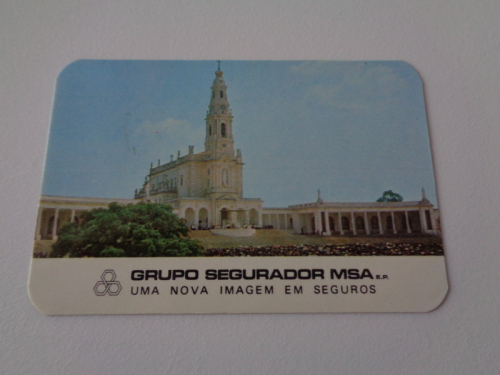 GRUPO SEGURADOR MSA E.P.
UMA NOVA IMAGEM EM SEGUROS